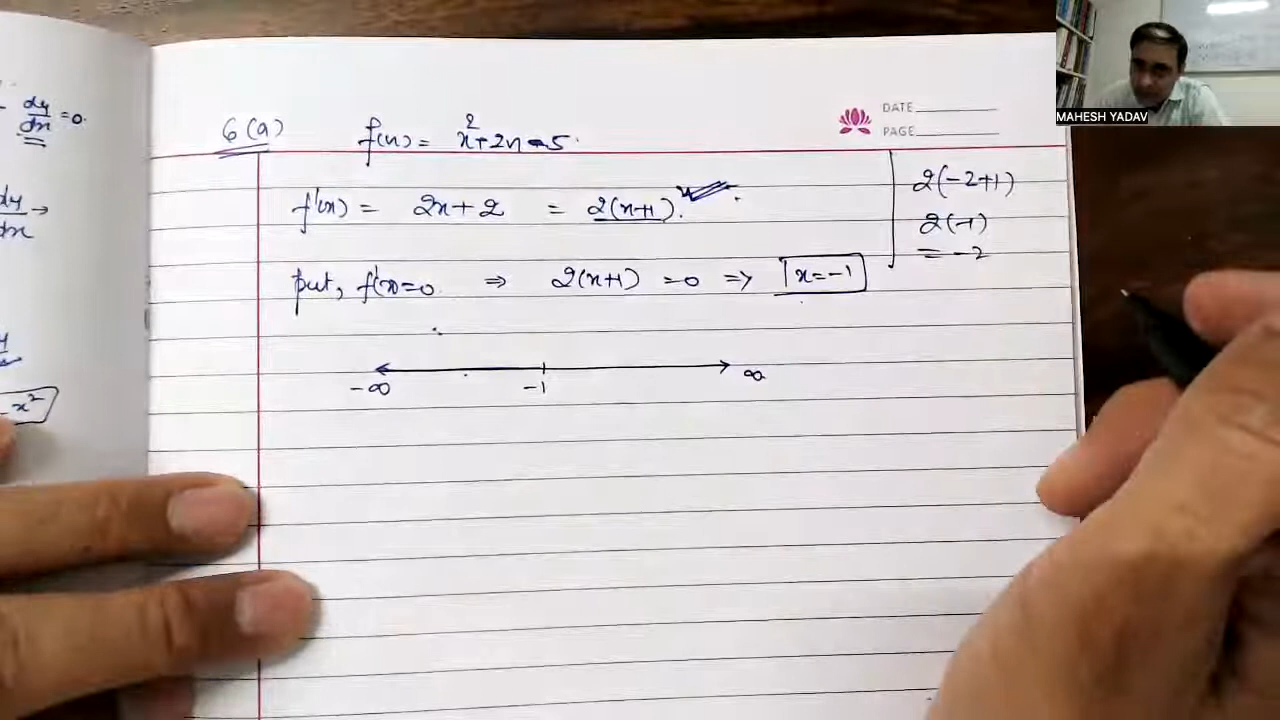 dy/dx = 0.
dy/dx →
- x²
6 (a) f(x) = x² + 2x - 5.
f'(x) = 2x + 2 = 2(x+1).
put, f'(x)=0 ⇒ 2(x+1) = 0 ⇒ x = -1
-∞ -1 ∞
2(-2+1)
2(-1)
= -2
DATE
PAGE
MAHESH YADAV